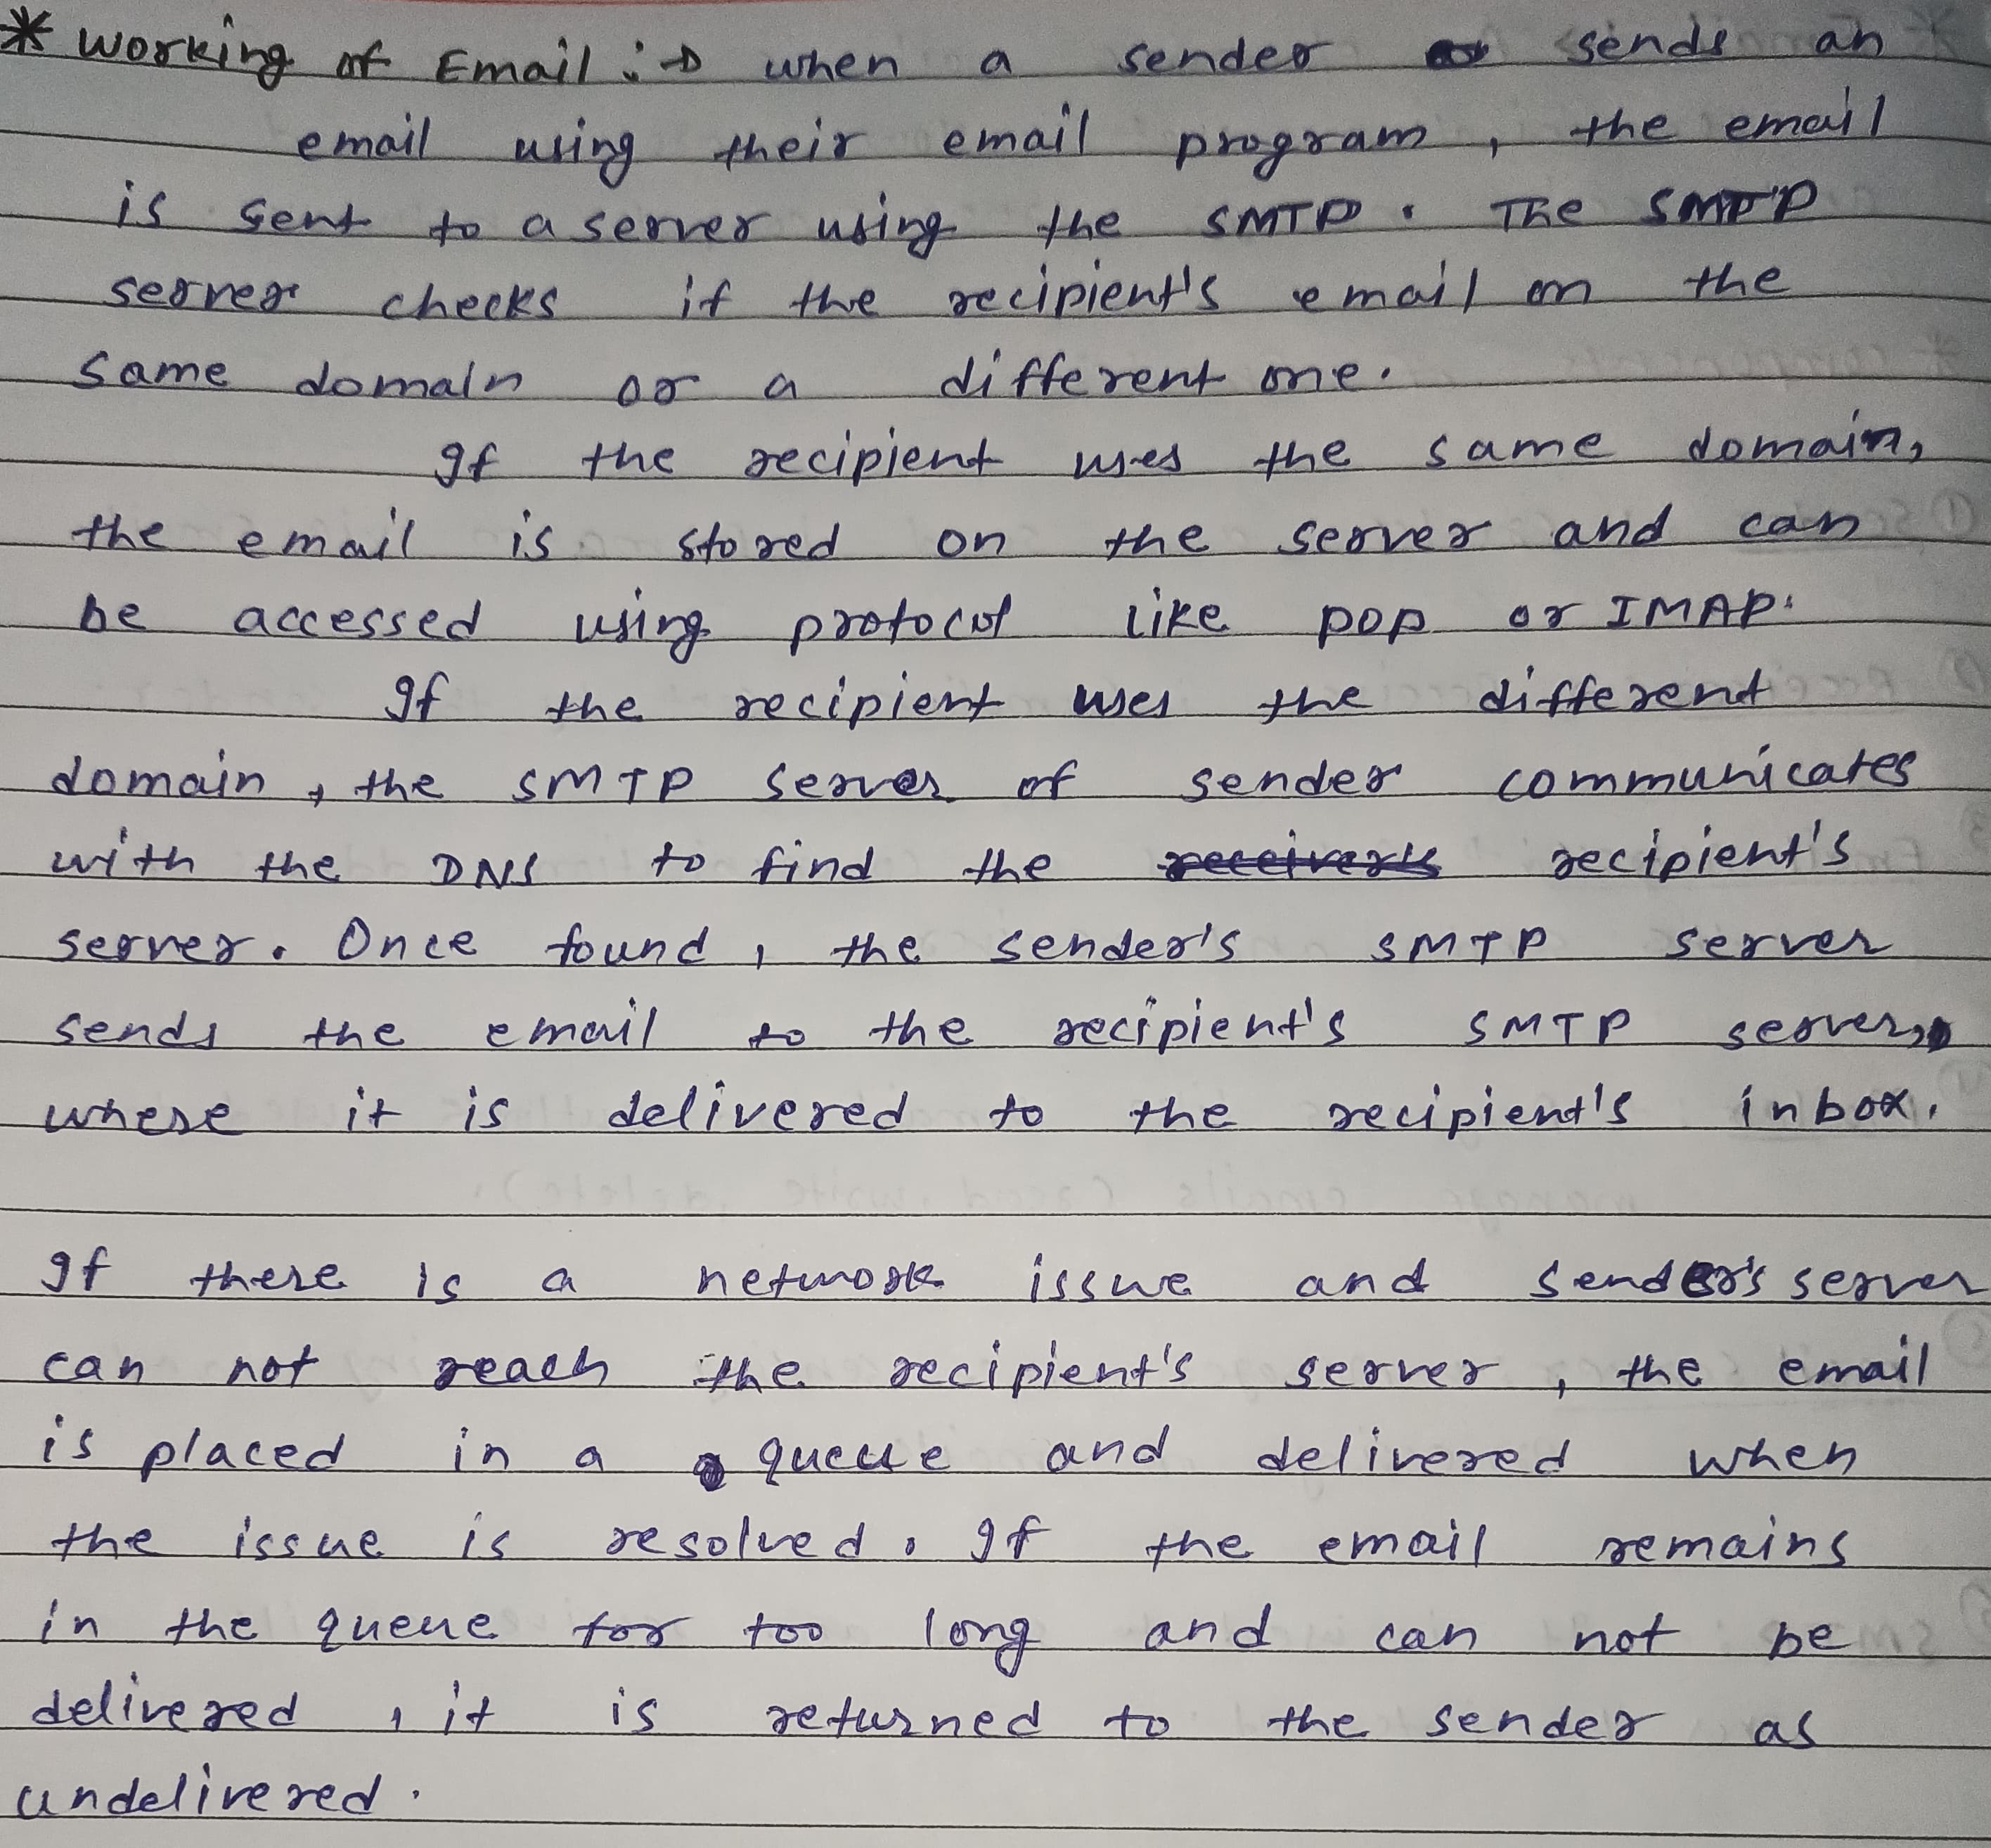 * Working of Email :→ when a sender sends an
email using their email program, the email
is sent to a server using the SMTP. The SMTP
server checks if the recipient's email on the
same domain or a different one.
If the recipient uses the same domain,
the email is stored on the server and can
be accessed using protocol like POP or IMAP.
If the recipient uses the different
domain, the SMTP server of sender communicates
with the DNS to find the receiver's recipient's
server. Once found, the sender's SMTP server
sends the email to the recipient's SMTP server,
where it is delivered to the recipient's inbox.
If there is a network issue and sender's server
can not reach the recipient's server, the email
is placed in a queue and delivered when
the issue is resolved. If the email remains
in the queue for too long and can not be
delivered, it is returned to the sender as
undelivered.